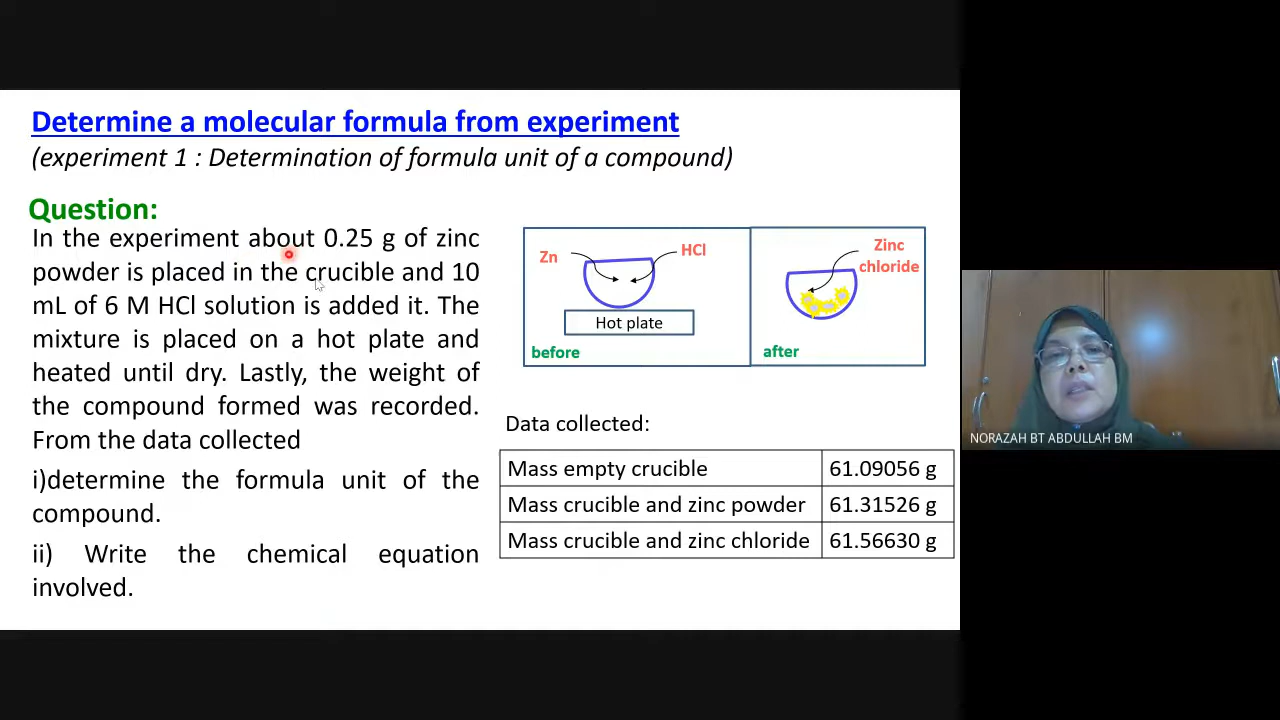 Determine a molecular formula from experiment
(experiment 1 : Determination of formula unit of a compound)
Question:
In the experiment about 0.25 g of zinc
powder is placed in the crucible and 10
mL of 6 M HCl solution is added it. The
mixture is placed on a hot plate and
heated until dry. Lastly, the weight of
the compound formed was recorded.
From the data collected
i)determine the formula unit of the
compound.
ii) Write the chemical equation
involved.
Zn
HCl
Hot plate
before
Zinc
chloride
after
Data collected:
Mass empty crucible 61.09056 g
Mass crucible and zinc powder 61.31526 g
Mass crucible and zinc chloride 61.56630 g
NORAZAH BT ABDULLAH BM